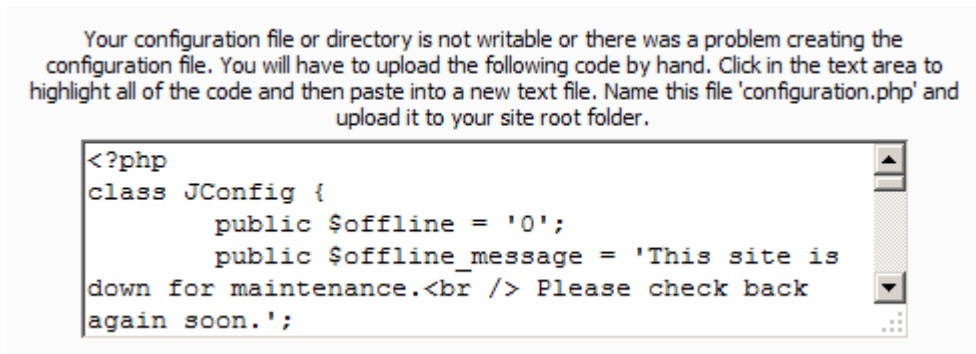 Your configuration file or directory is not writable or there was a problem creating the
configuration file. You will have to upload the following code by hand. Click in the text area to
highlight all of the code and then paste into a new text file. Name this file 'configuration.php' and
upload it to your site root folder.
<?php
class JConfig {
        public $offline = '0';
        public $offline_message = 'This site is
down for maintenance.<br /> Please check back
again soon.';